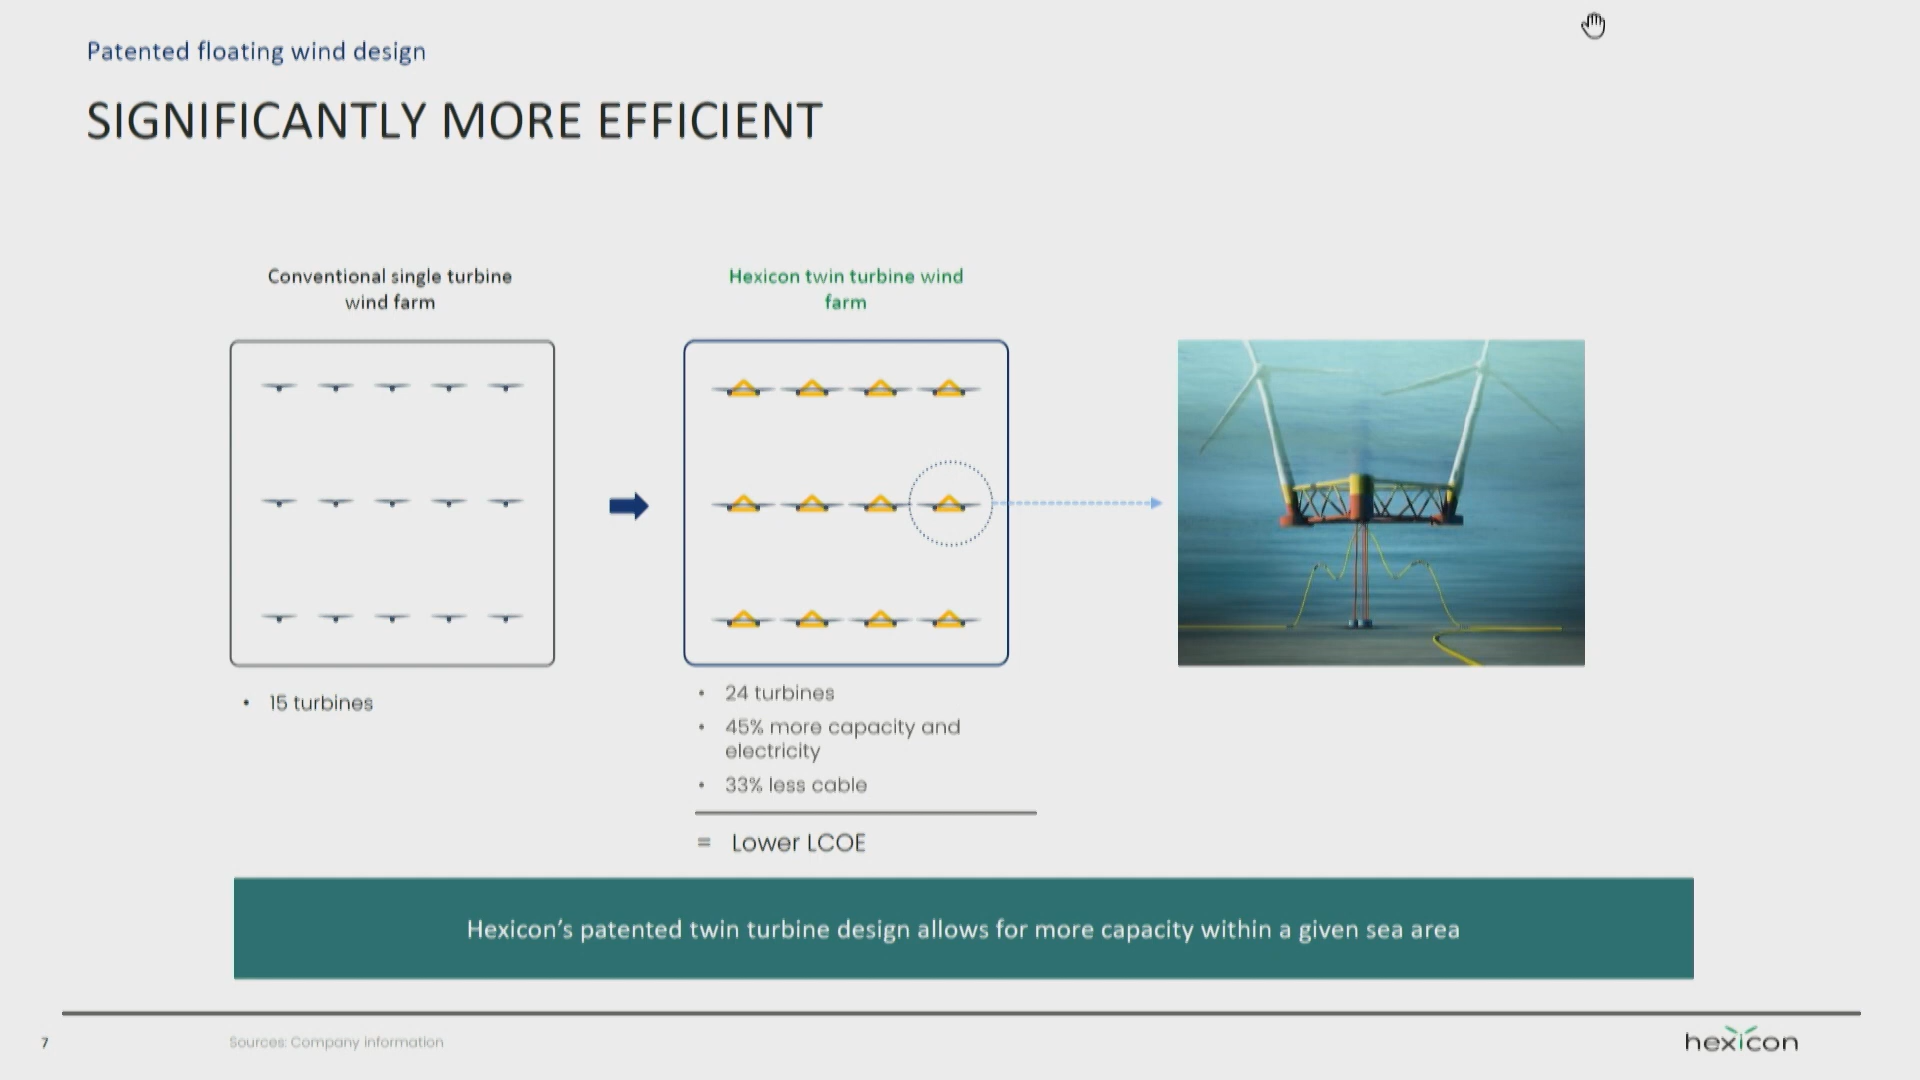 Patented floating wind design
SIGNIFICANTLY MORE EFFICIENT
Conventional single turbine
wind farm
• 15 turbines
Hexicon twin turbine wind
farm
• 24 turbines
• 45% more capacity and
electricity
• 33% less cable
= Lower LCOE
Hexicon's patented twin turbine design allows for more capacity within a given sea area
7
Sources: Company information
hexicon